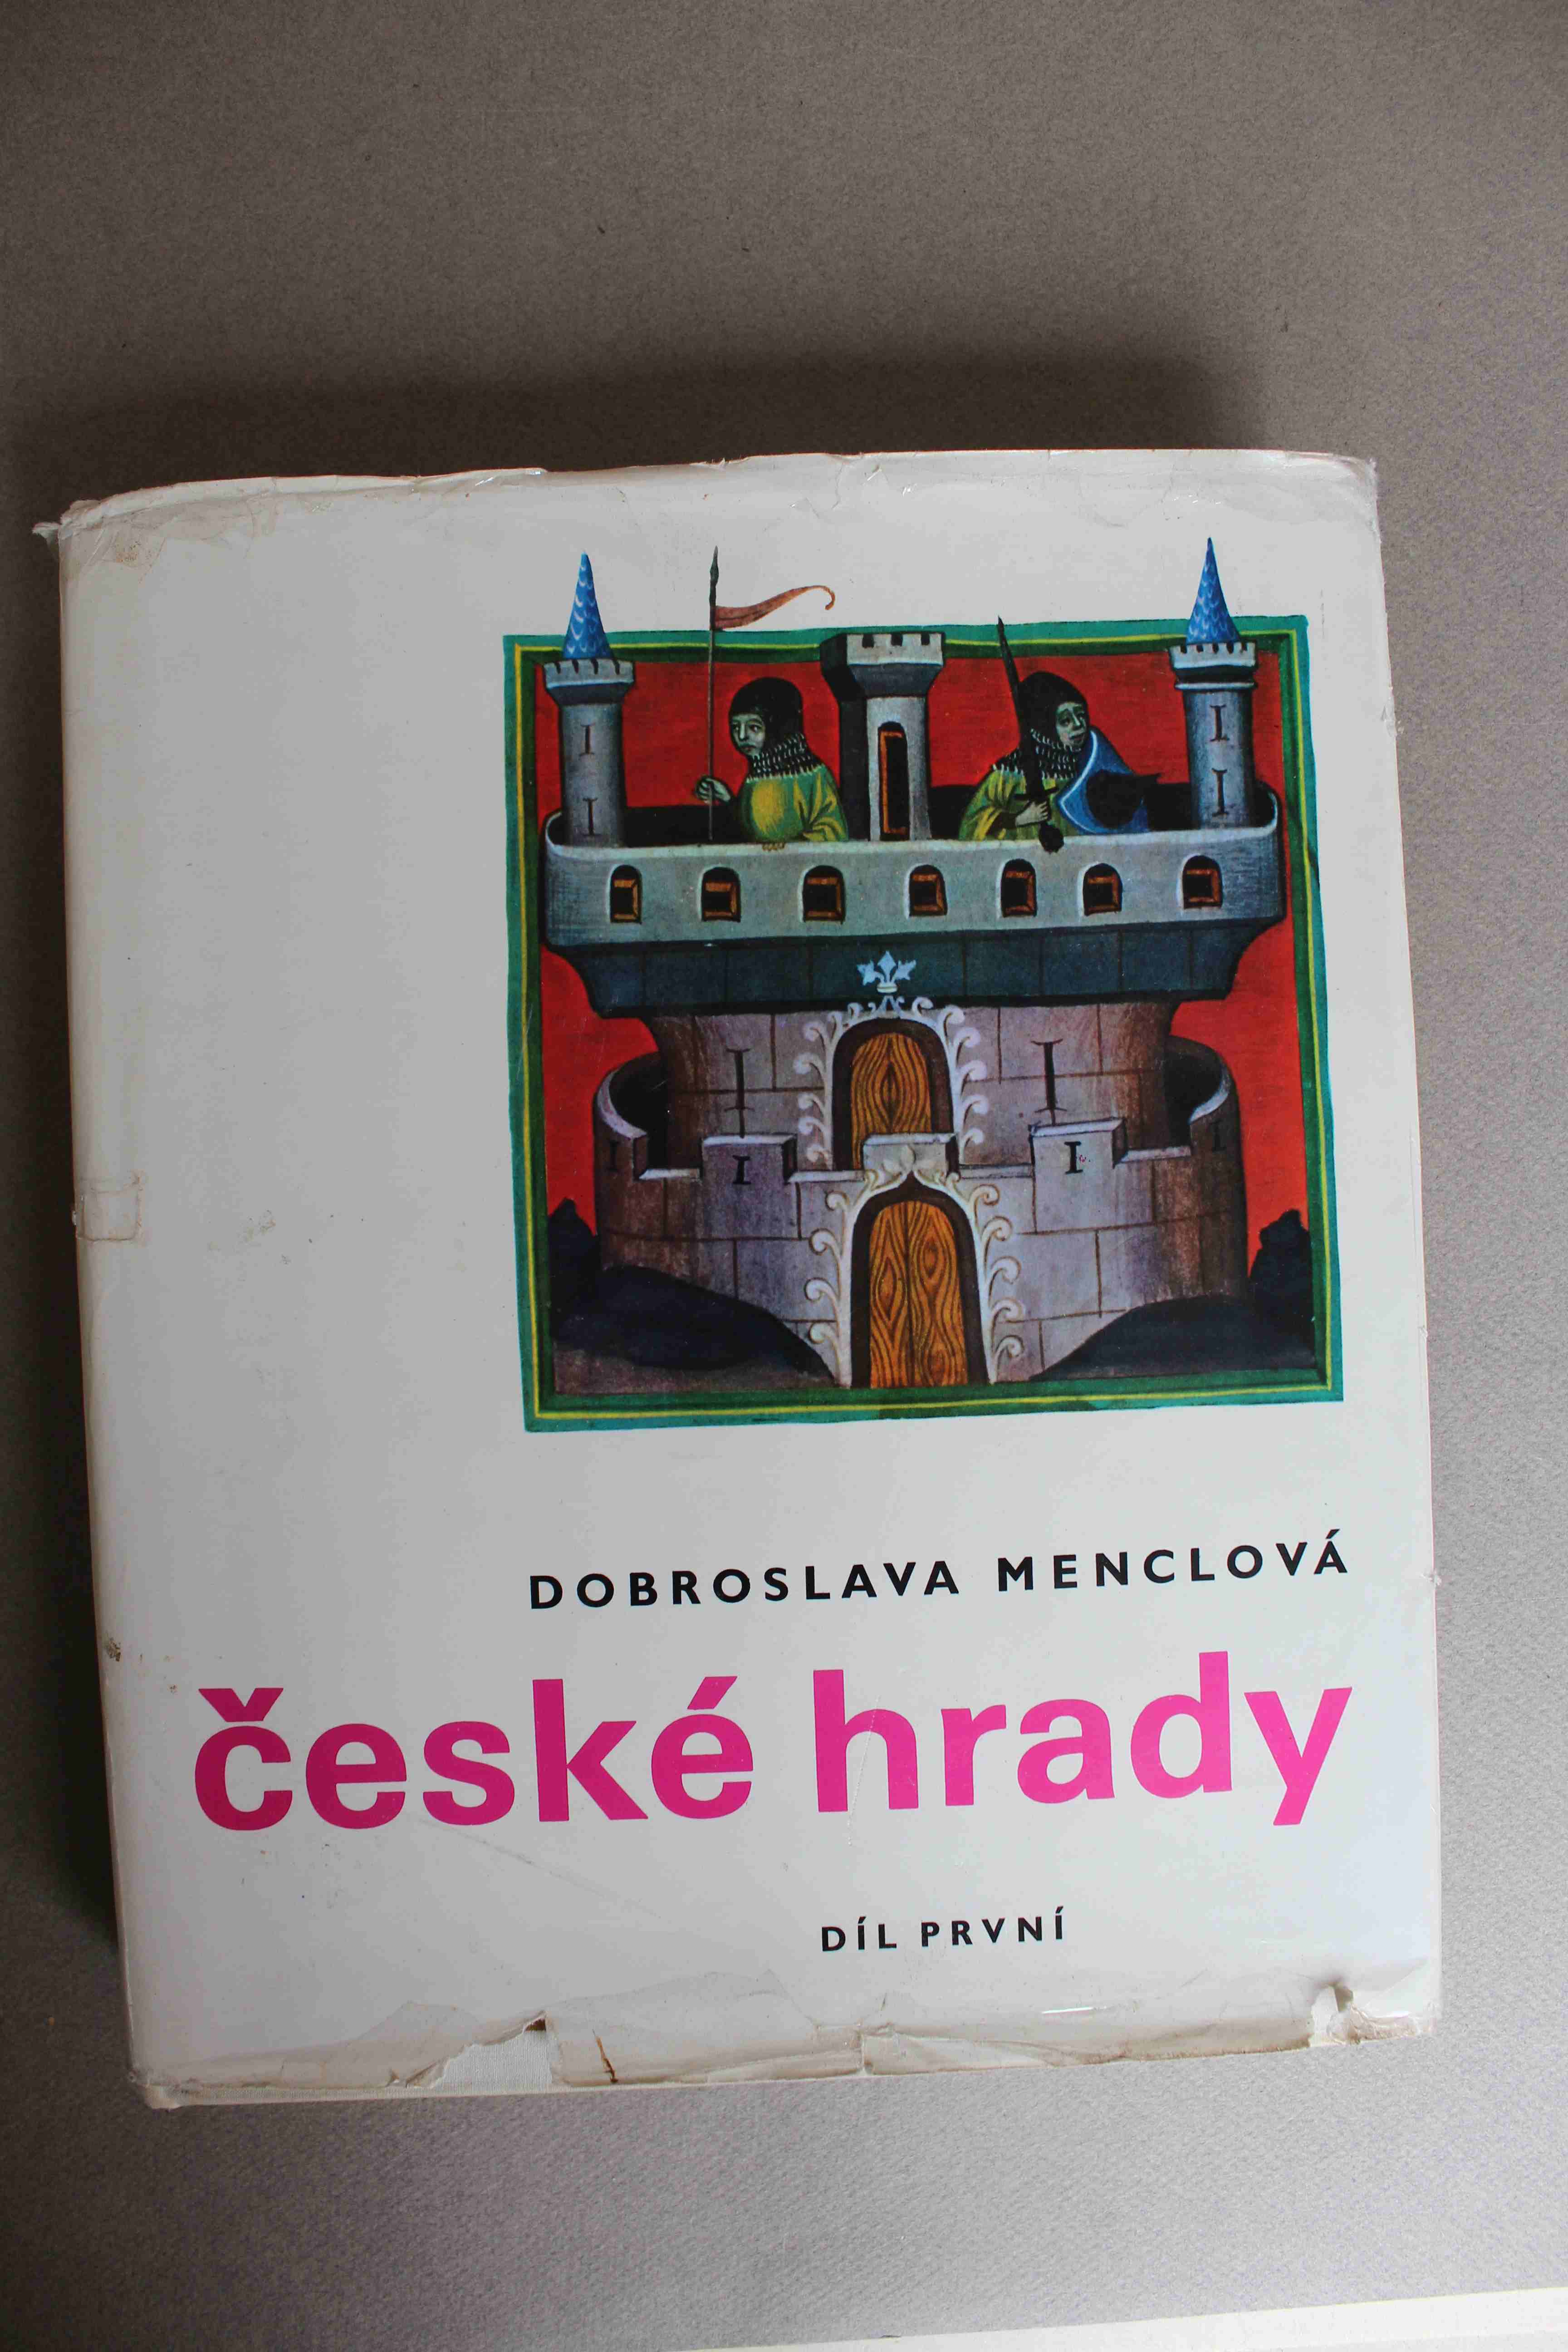 DOBROSLAVA MENCLOVÁ
české hrady
DÍL PRVNÍ